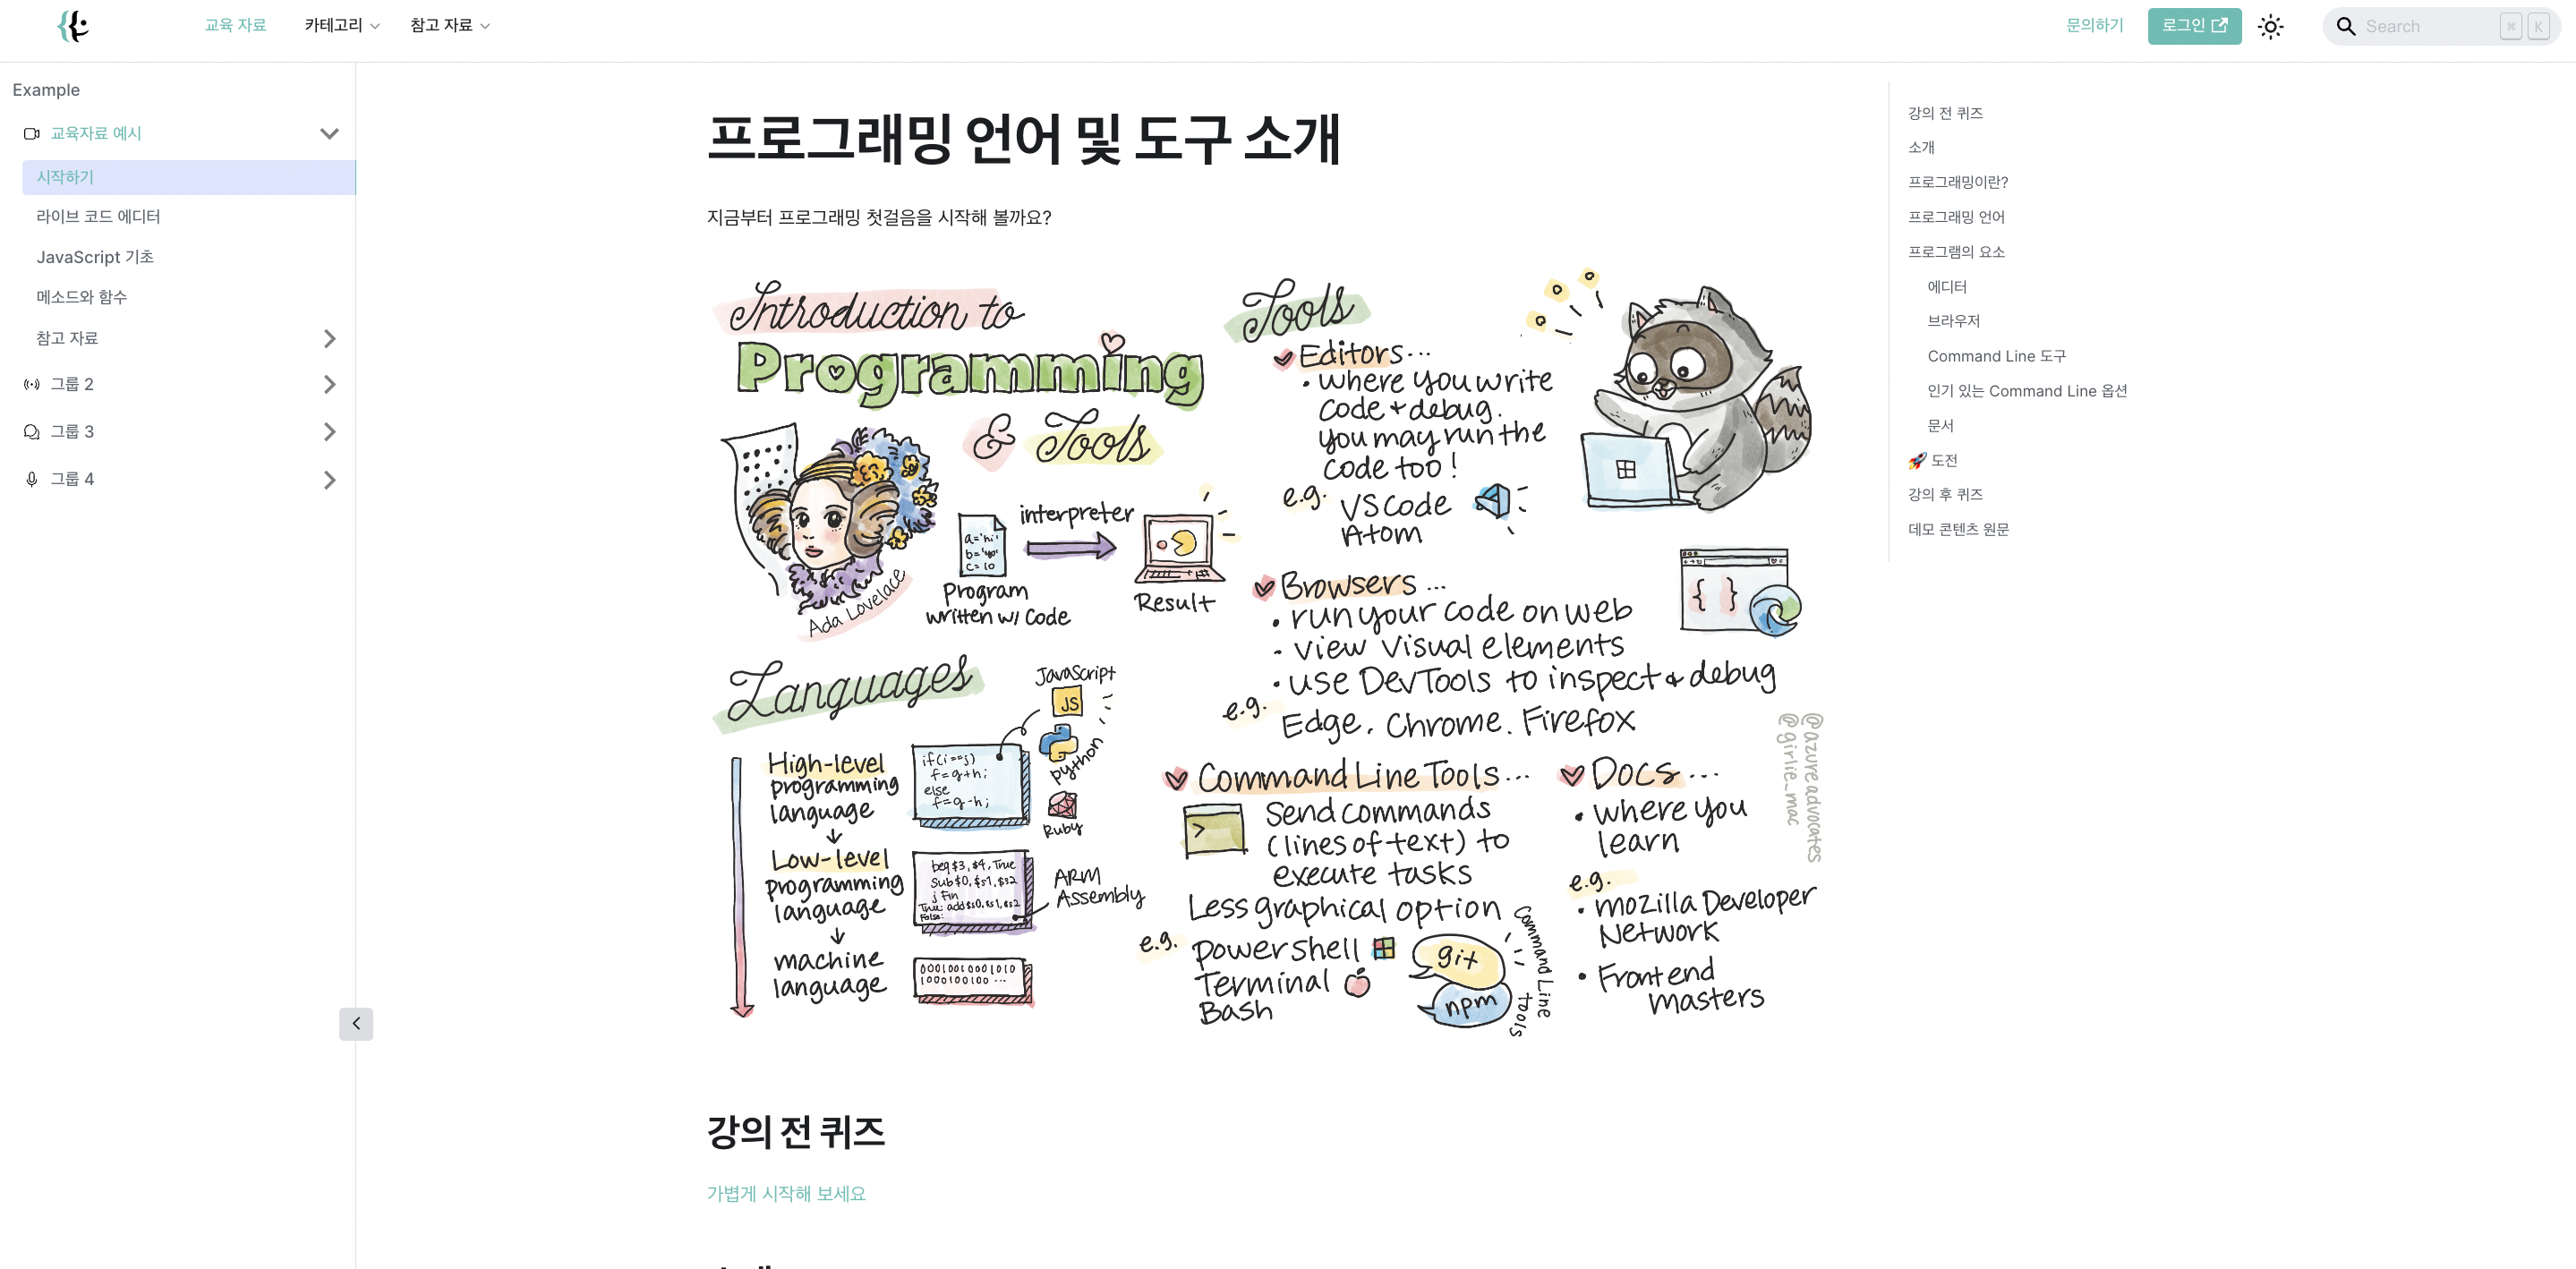 교육 자료
카테고리
참고 자료
문의하기
로그인
Search
⌘ K
Example
교육자료 예시
시작하기
라이브 코드 에디터
JavaScript 기초
메소드와 함수
참고 자료
그룹 2
그룹 3
그룹 4
프로그래밍 언어 및 도구 소개
지금부터 프로그래밍 첫걸음을 시작해 볼까요?
Introduction to
Programming
& Tools
Ada Lovelace
a='hi'
b='yo'
c=10
interpreter
Program
written w/ Code
Result
Languages
High-level
programming
language
Low-level
programming
language
machine
language
if(i==j)
f=g+h;
else
f=g-h;
JavaScript
JS
python
Ruby
beq $3, $4, True
Sub $0, $s1, $s2
j Fin
True: add $s0, $s1, $s2
False:
ARM
Assembly
00010010001010
1000100100 ...
Tools
Editors...
• where you write
code + debug.
you may run the
code too!
e.g. VS Code
Atom
Browsers ...
• run your code on web
- view visual elements
• use DevTools to inspect & debug
e.g. Edge. Chrome. Firefox
Command Line Tools...
>
Send commands
(lines of text) to
execute tasks
Less graphical option
e.g. powershell
Terminal
Bash
git
npm
Command Line
Tools
Docs...
• where you
learn
e.g.
• mozilla Developer
Network
• Frontend
masters
{ }
@azureadvocates
@girlie_mac
강의 전 퀴즈
가볍게 시작해 보세요
강의 전 퀴즈
소개
프로그래밍이란?
프로그래밍 언어
프로그램의 요소
에디터
브라우저
Command Line 도구
인기 있는 Command Line 옵션
문서
🚀 도전
강의 후 퀴즈
데모 콘텐츠 원문